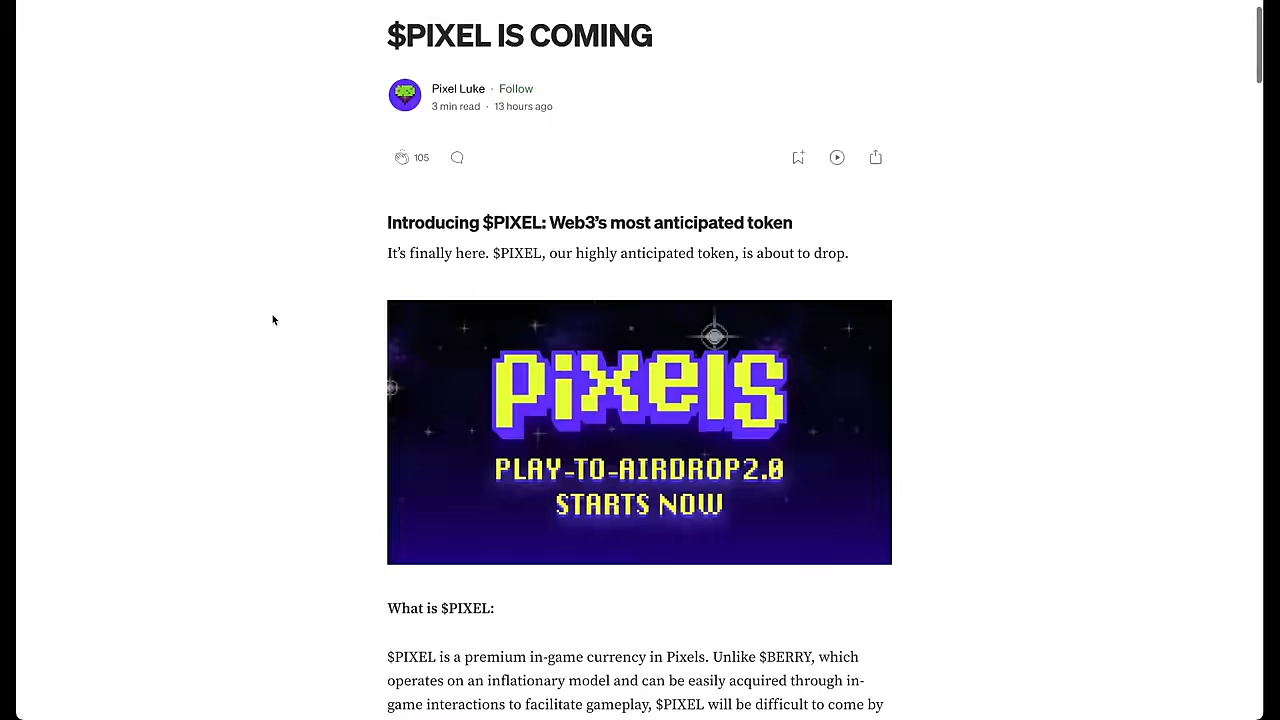 $PIXEL IS COMING
Pixel Luke · Follow
3 min read · 13 hours ago
105
Introducing $PIXEL: Web3’s most anticipated token
It’s finally here. $PIXEL, our highly anticipated token, is about to drop.
pixels
PLAY-TO-AIRDROP2.0
STARTS NOW
What is $PIXEL:
$PIXEL is a premium in-game currency in Pixels. Unlike $BERRY, which
operates on an inflationary model and can be easily acquired through in-
game interactions to facilitate gameplay, $PIXEL will be difficult to come by